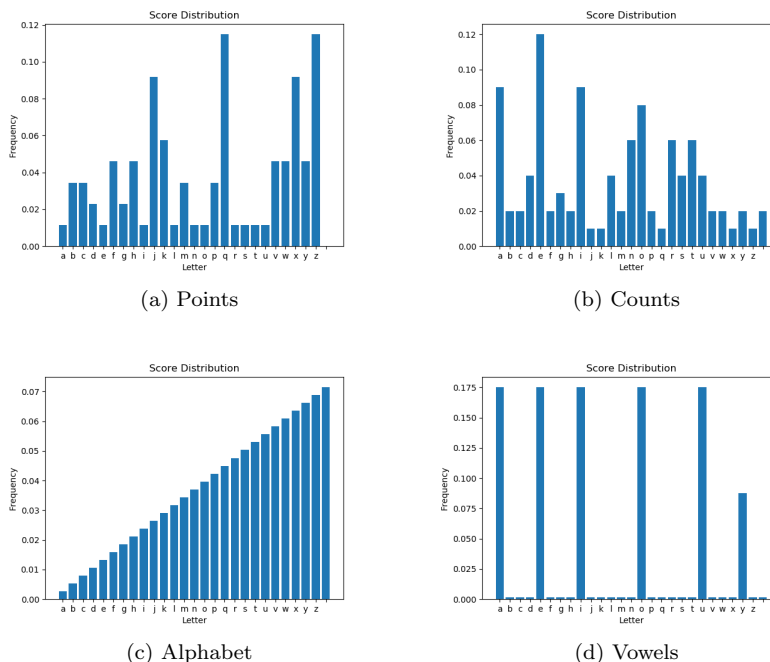 Score Distribution
0.12
0.10
0.08
0.06
0.04
0.02
0.00
Frequency
a b c d e f g h i j k l m n o p q r s t u v w x y z
Letter
(a) Points
Score Distribution
0.12
0.10
0.08
0.06
0.04
0.02
0.00
Frequency
a b c d e f g h i j k l m n o p q r s t u v w x y z
Letter
(b) Counts
Score Distribution
0.07
0.06
0.05
0.04
0.03
0.02
0.01
0.00
Frequency
a b c d e f g h i j k l m n o p q r s t u v w x y z
Letter
(c) Alphabet
Score Distribution
0.175
0.150
0.125
0.100
0.075
0.050
0.025
0.000
Frequency
a b c d e f g h i j k l m n o p q r s t u v w x y z
Letter
(d) Vowels